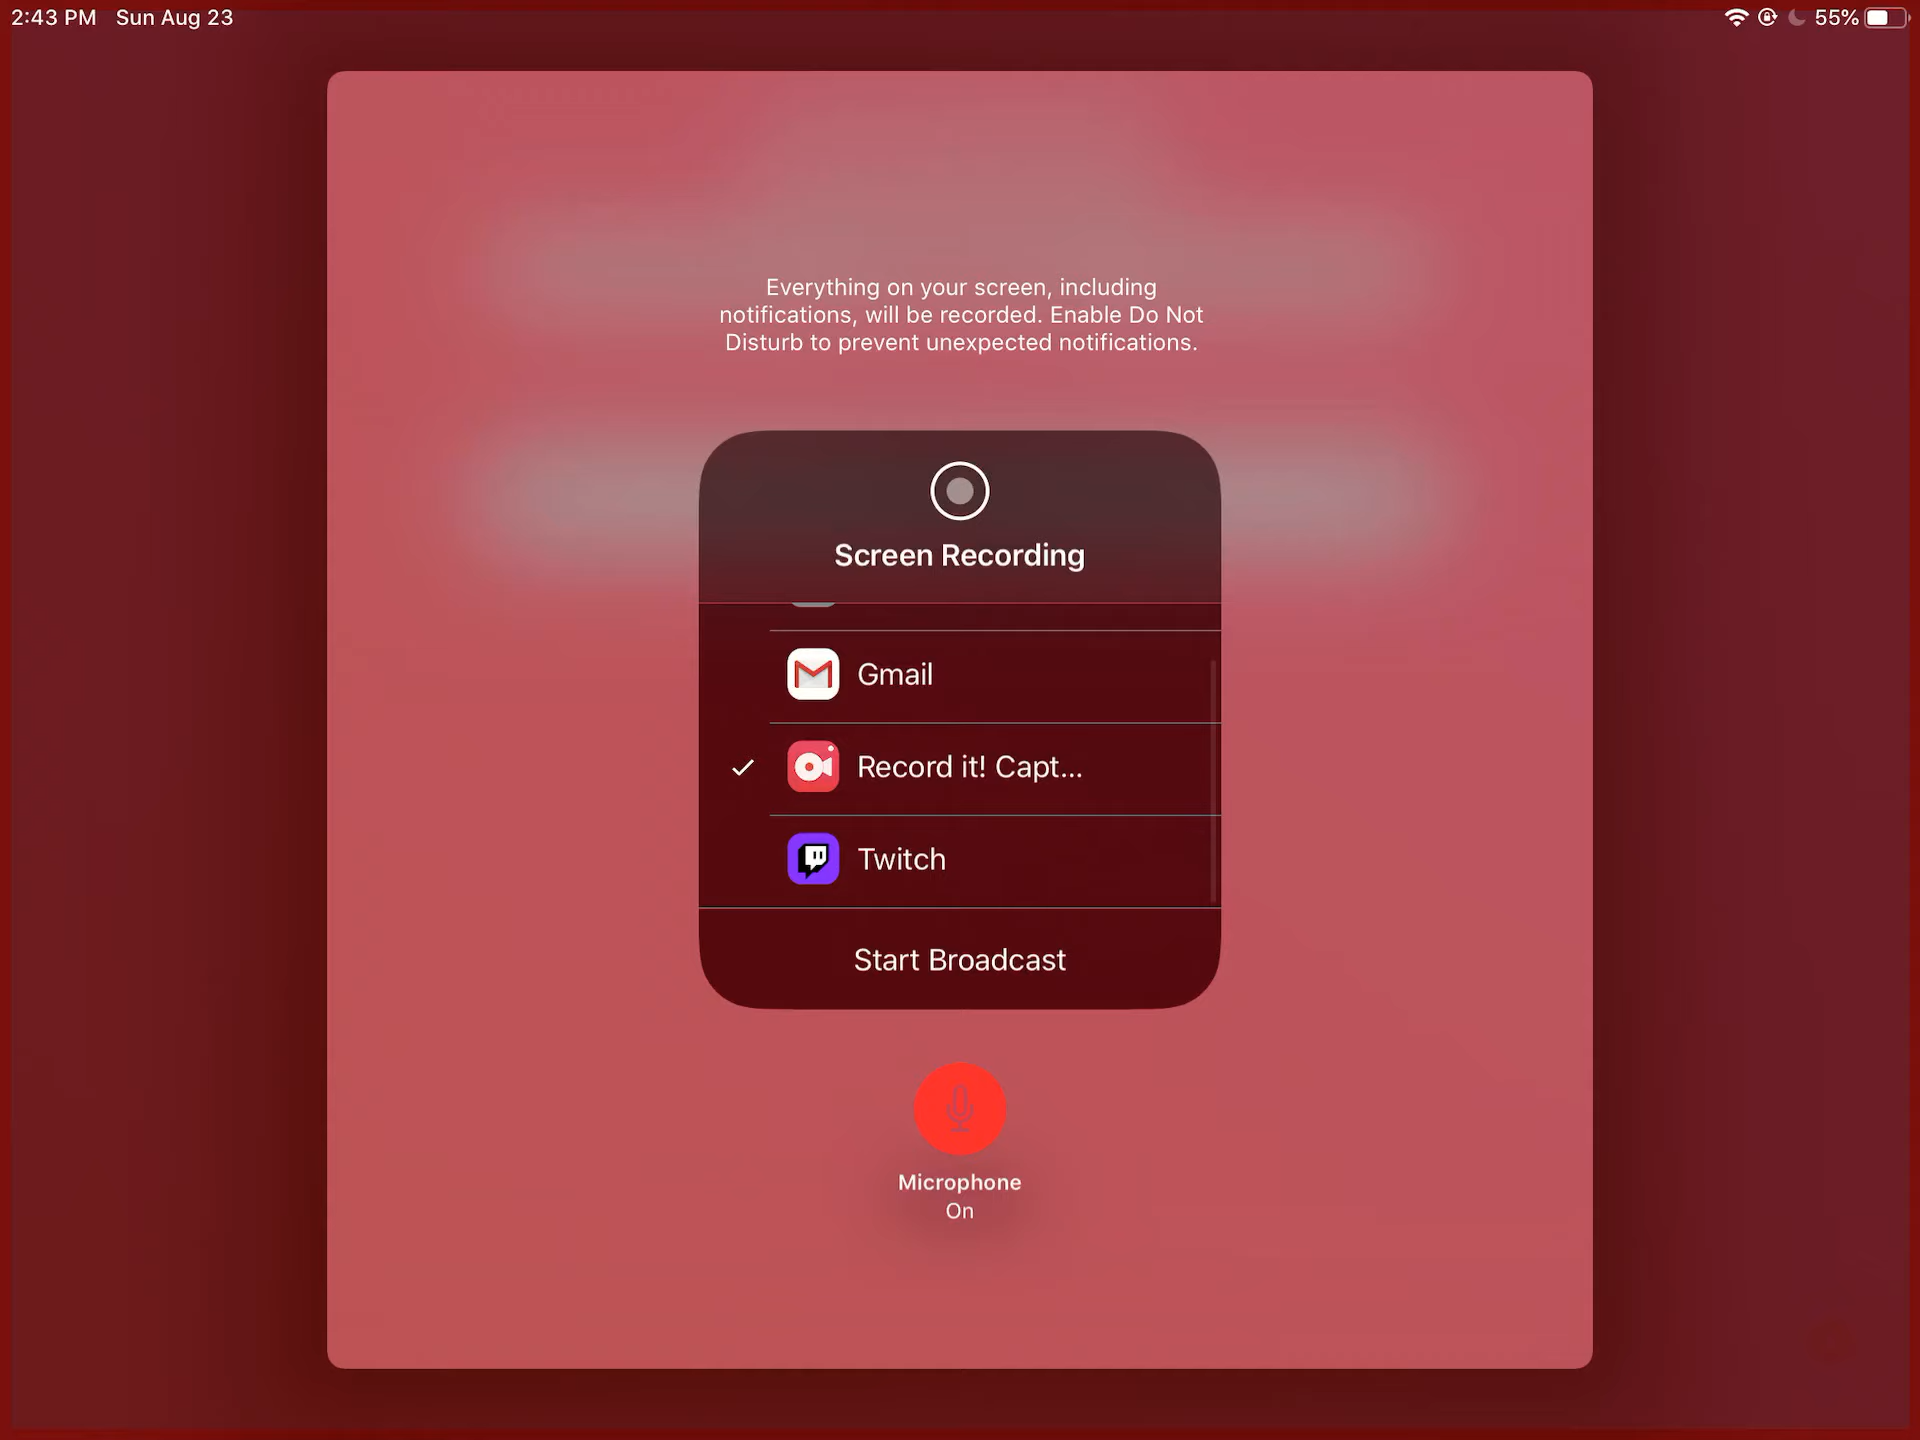 2:43 PM Sun Aug 23
55%
Everything on your screen, including
notifications, will be recorded. Enable Do Not
Disturb to prevent unexpected notifications.
Screen Recording
Gmail
Record it! Capt...
Twitch
Start Broadcast
Microphone
On